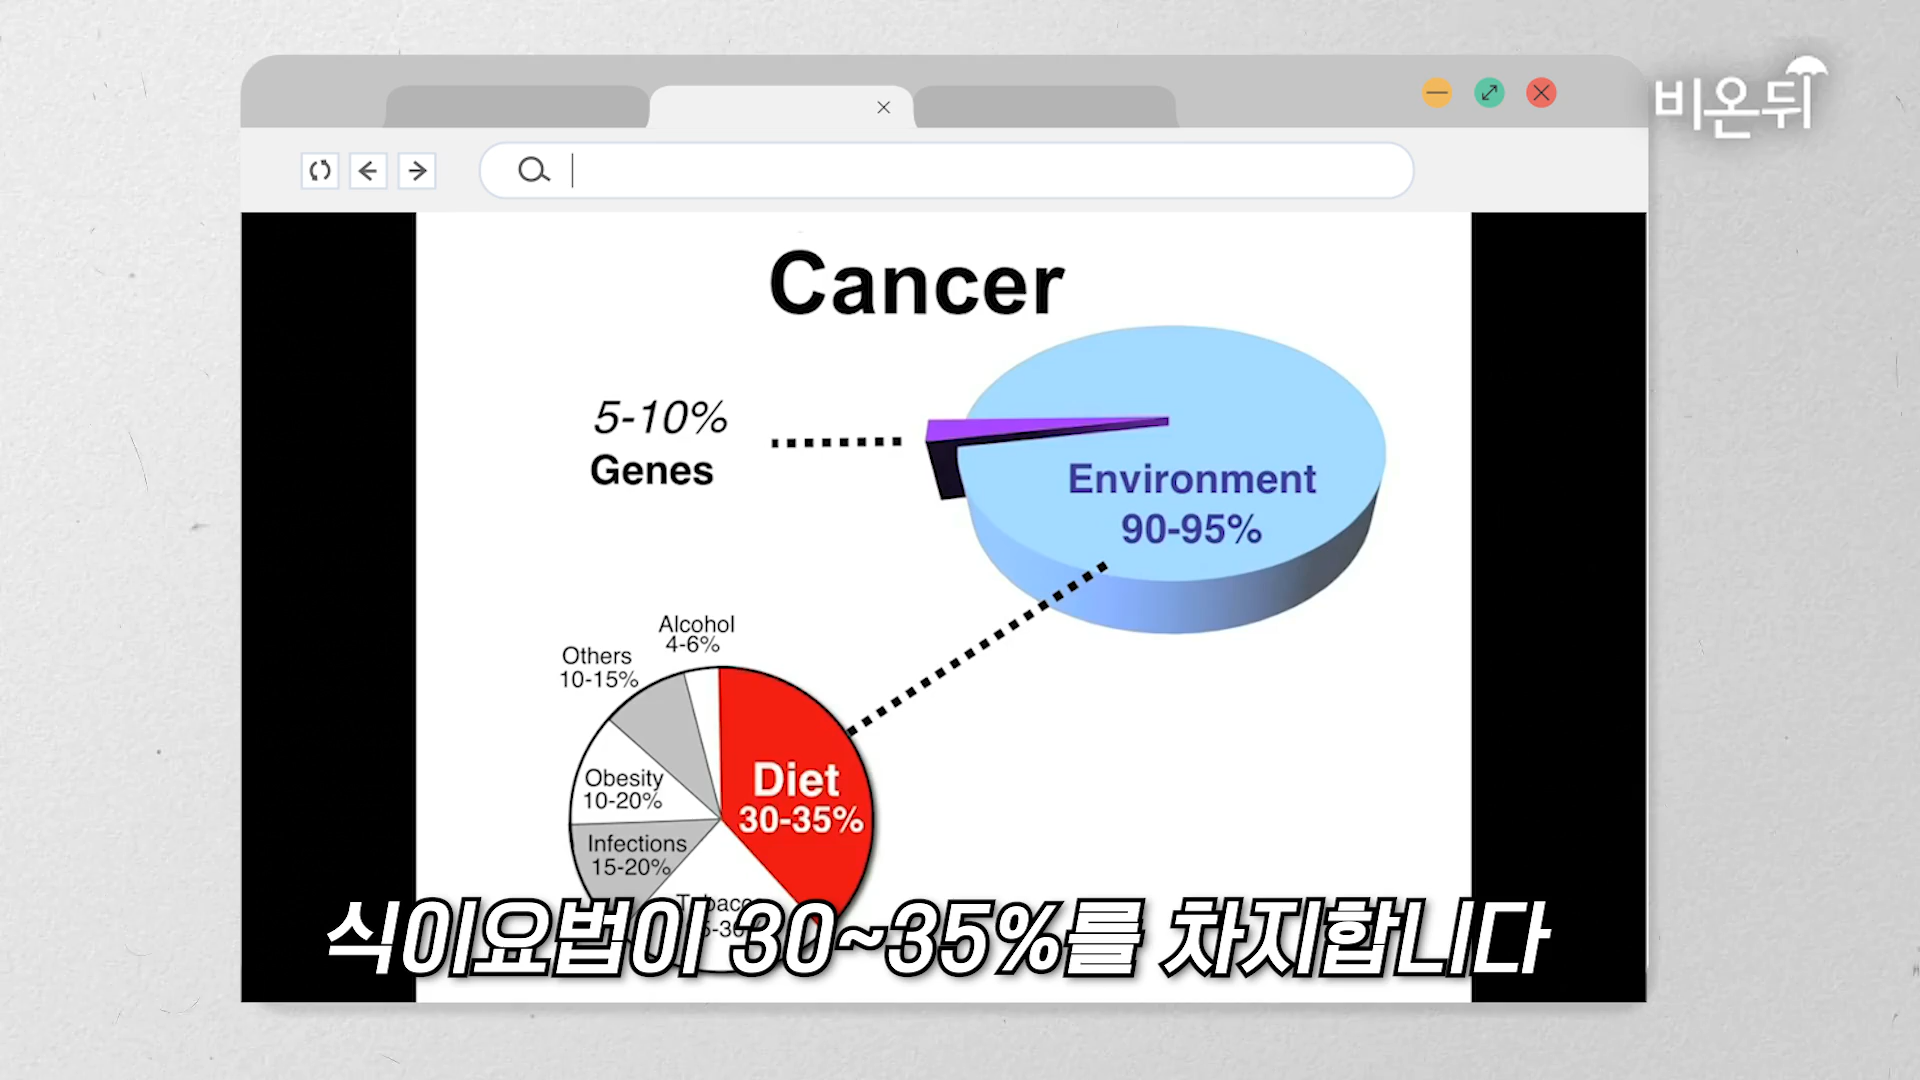 비온뒤
Cancer
5-10%
Genes
Environment
90-95%
Alcohol
4-6%
Others
10-15%
Diet
30-35%
Obesity
10-20%
Infections
15-20%
식이요법이 30~35%를 차지합니다